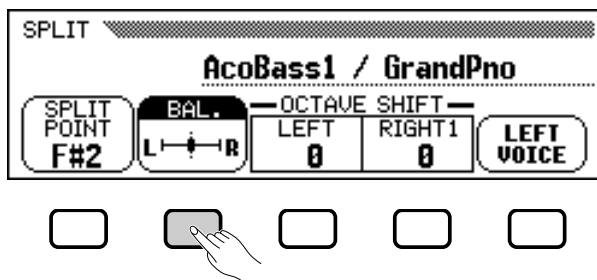 SPLIT
AcoBass1 / GrandPno
SPLIT POINT F#2
BAL.
L R
OCTAVE SHIFT
LEFT 0
RIGHT1 0
LEFT VOICE